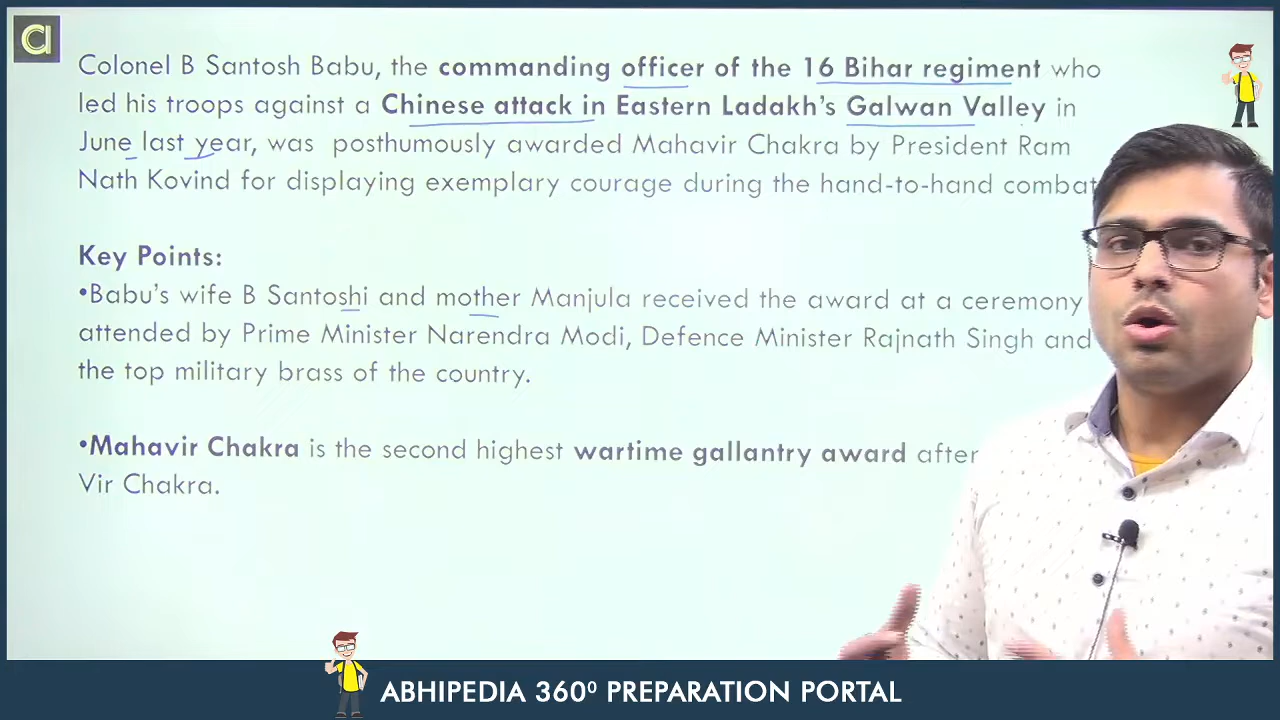 a
Colonel B Santosh Babu, the commanding officer of the 16 Bihar regiment who
led his troops against a Chinese attack in Eastern Ladakh's Galwan Valley in
June last year, was posthumously awarded Mahavir Chakra by President Ram
Nath Kovind for displaying exemplary courage during the hand-to-hand combat
Key Points:
•Babu's wife B Santoshi and mother Manjula received the award at a ceremony
attended by Prime Minister Narendra Modi, Defence Minister Rajnath Singh and
the top military brass of the country.
•Mahavir Chakra is the second highest wartime gallantry award after
Vir Chakra.
ABHIPEDIA 360⁰ PREPARATION PORTAL